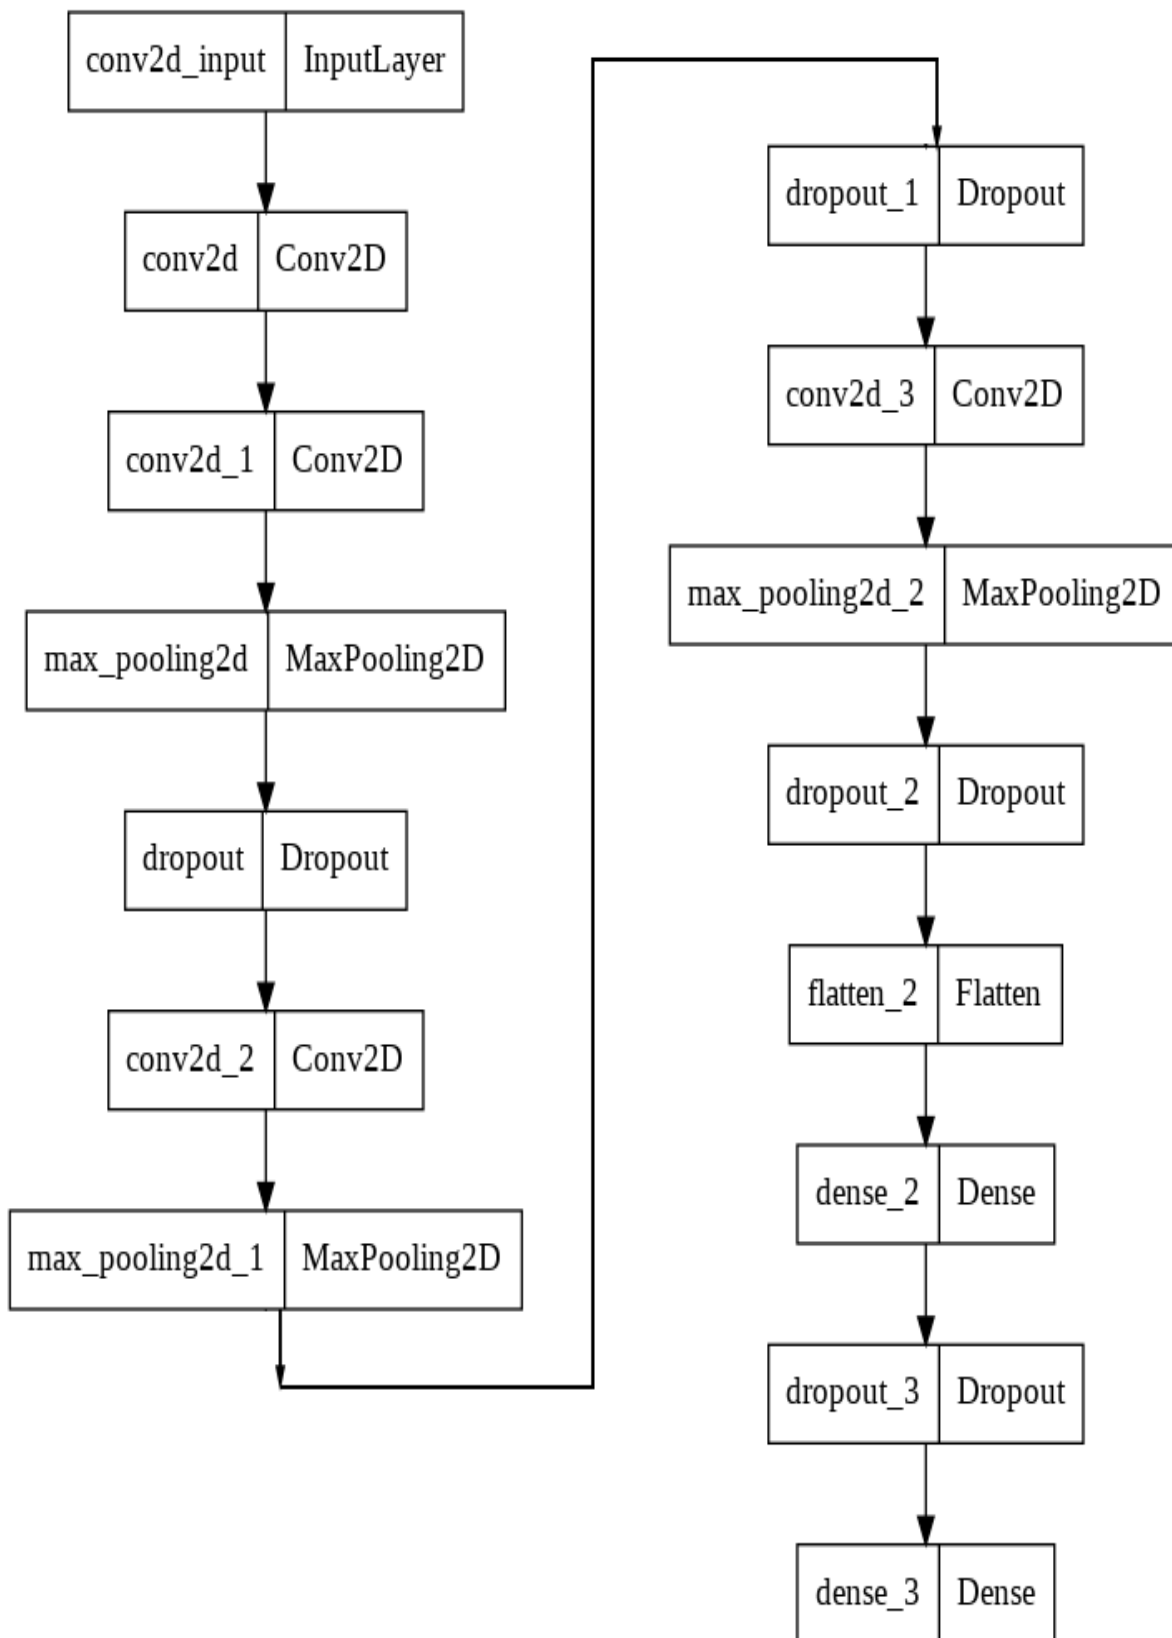 conv2d_input InputLayer
conv2d Conv2D
conv2d_1 Conv2D
max_pooling2d MaxPooling2D
dropout Dropout
conv2d_2 Conv2D
max_pooling2d_1 MaxPooling2D
dropout_1 Dropout
conv2d_3 Conv2D
max_pooling2d_2 MaxPooling2D
dropout_2 Dropout
flatten_2 Flatten
dense_2 Dense
dropout_3 Dropout
dense_3 Dense